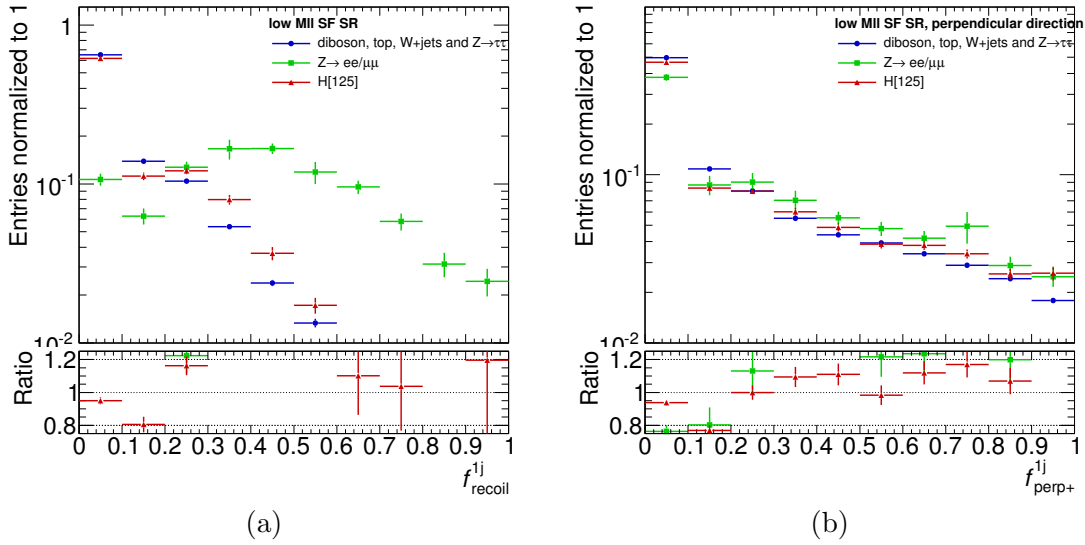 low Mll SF SR
diboson, top, W+jets and Z→ττ
Z→ ee/μμ
H[125]
Entries normalized to 1
1
10⁻¹
10⁻²
Ratio
1.2
1
0.8
0 0.1 0.2 0.3 0.4 0.5 0.6 0.7 0.8 0.9 1
f^1j_recoil
(a)
low Mll SF SR, perpendicular direction
diboson, top, W+jets and Z→ττ
Z→ ee/μμ
H[125]
Entries normalized to 1
1
10⁻¹
10⁻²
Ratio
1.2
1
0.8
0 0.1 0.2 0.3 0.4 0.5 0.6 0.7 0.8 0.9 1
f^1j_perp+
(b)